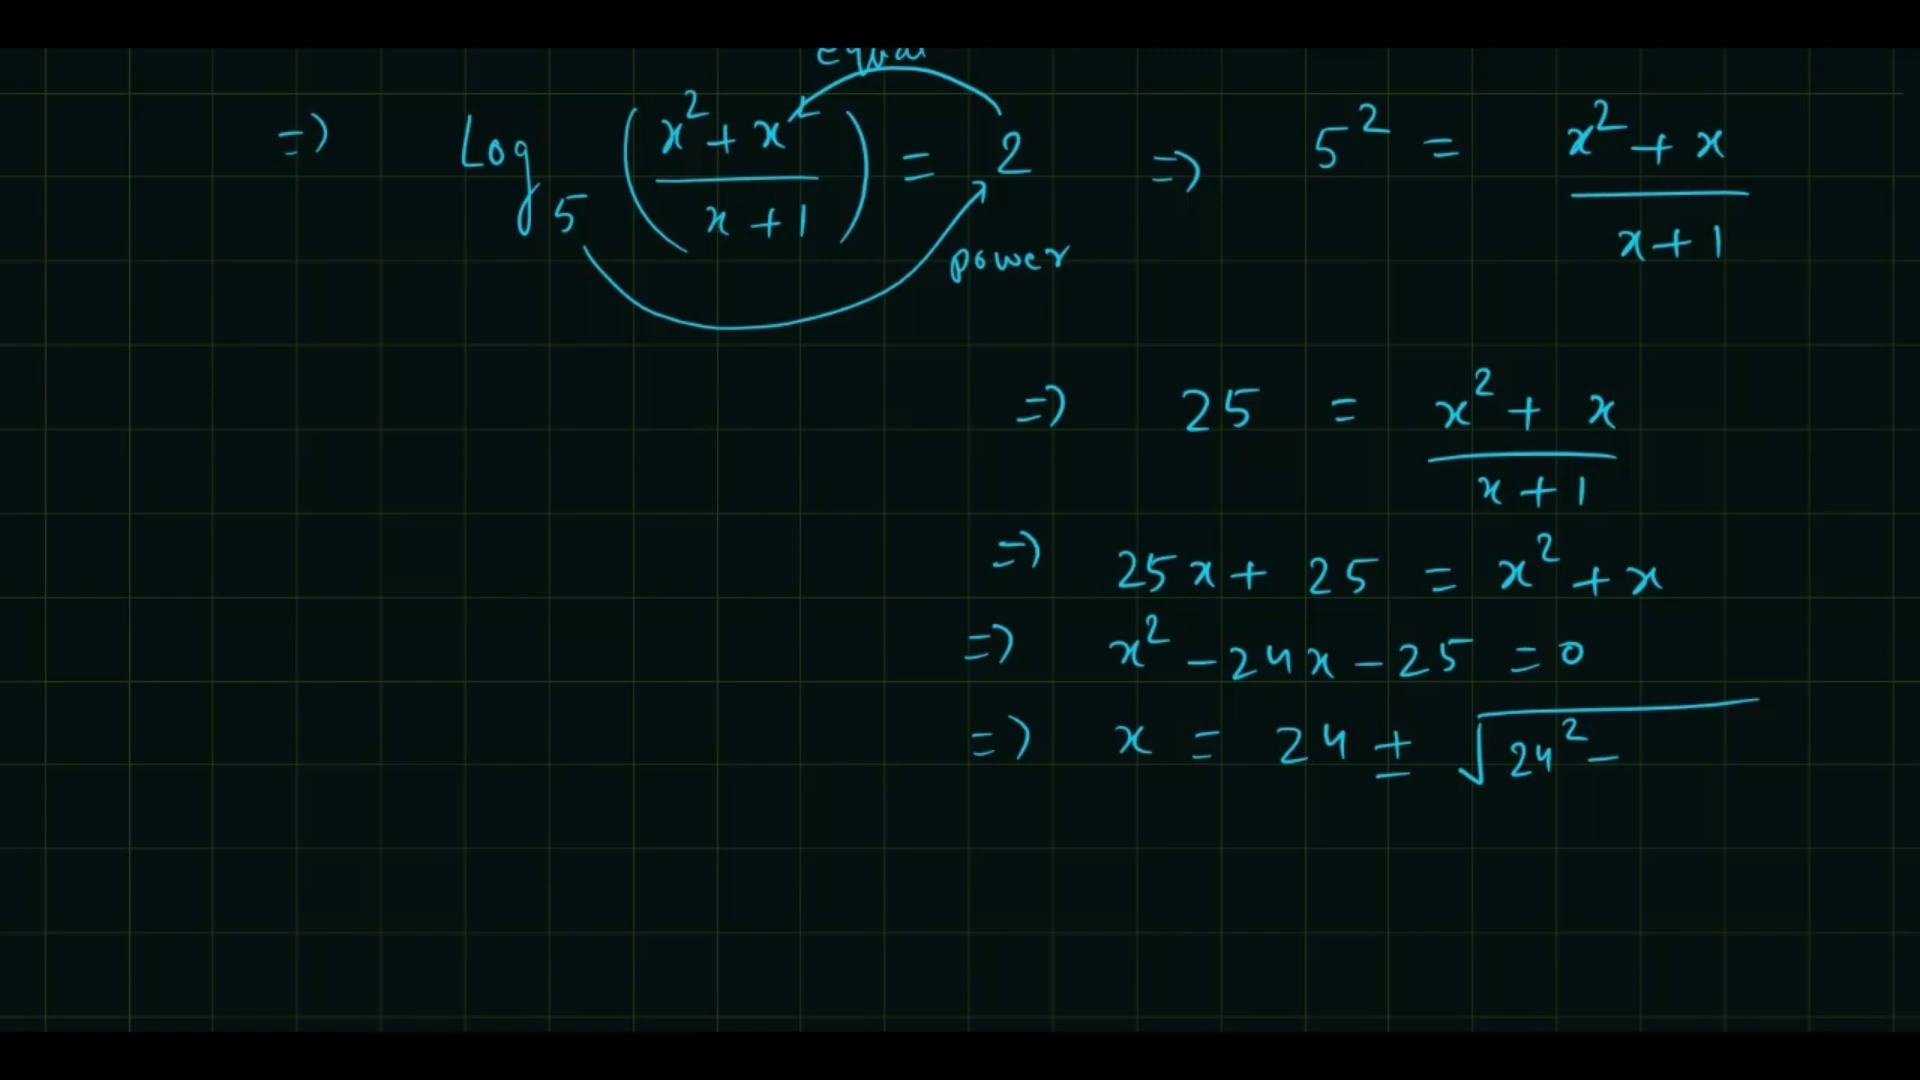 equal
=> Log₅ ((x² + x)/(x + 1)) = 2 => 5² = (x² + x)/(x + 1)
power
=> 25 = (x² + x)/(x + 1)
=> 25x + 25 = x² + x
=> x² - 24x - 25 = 0
=> x = 24 ± √24² -